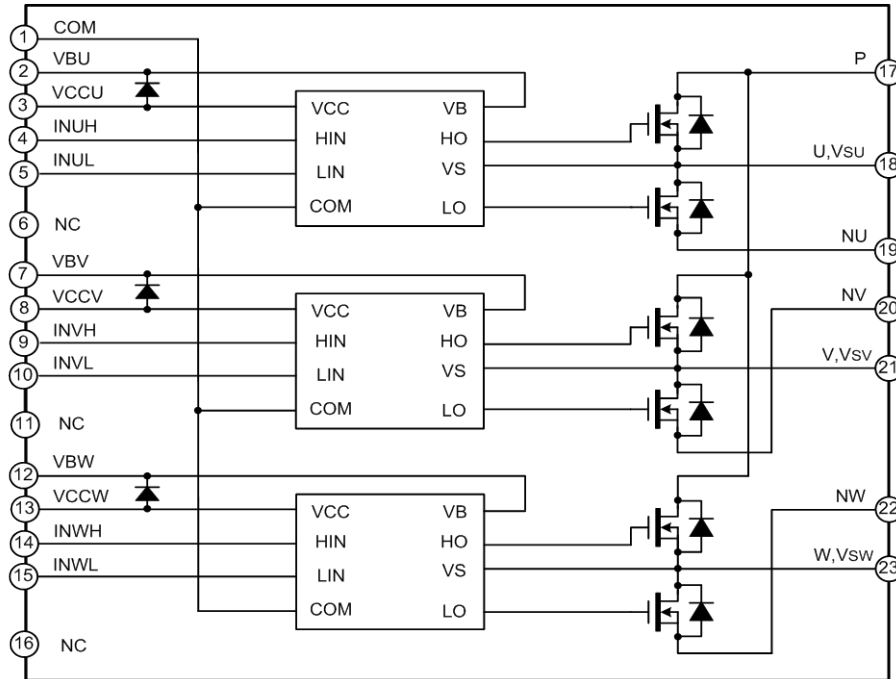 1 COM
2 VBU
3 VCCU
4 INUH
5 INUL
6 NC
7 VBV
8 VCCV
9 INVH
10 INVL
11 NC
12 VBW
13 VCCW
14 INWH
15 INWL
16 NC
VCC VB
HIN HO
LIN VS
COM LO
VCC VB
HIN HO
LIN VS
COM LO
VCC VB
HIN HO
LIN VS
COM LO
P 17
U,VSU 18
NU 19
NV 20
V,VSV 21
NW 22
W,VSW 23